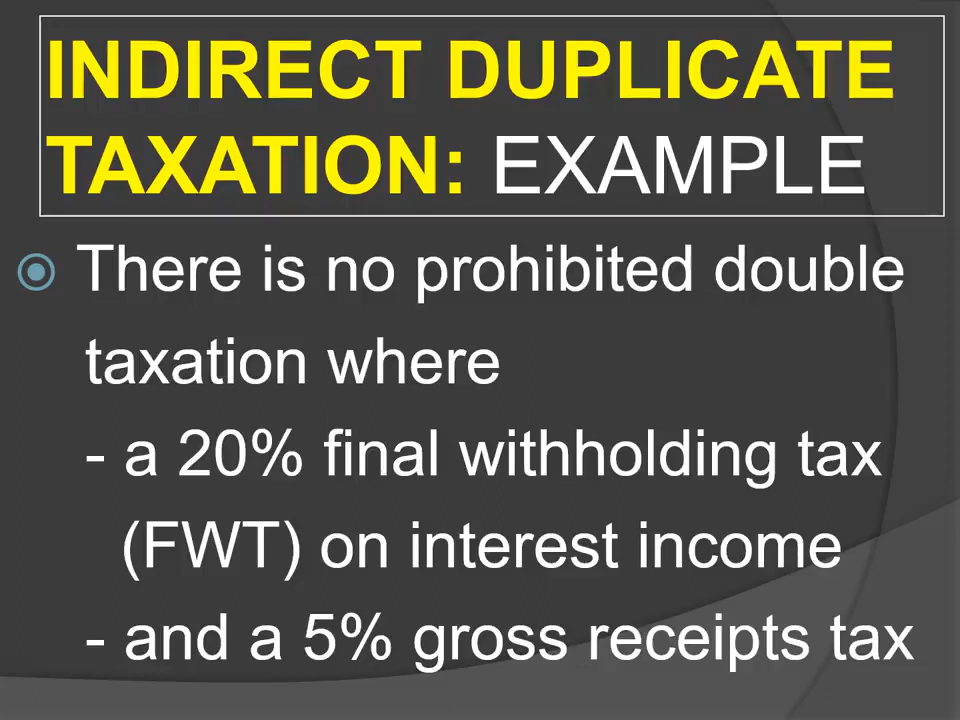 INDIRECT DUPLICATE
TAXATION: EXAMPLE
There is no prohibited double
taxation where
- a 20% final withholding tax
(FWT) on interest income
- and a 5% gross receipts tax